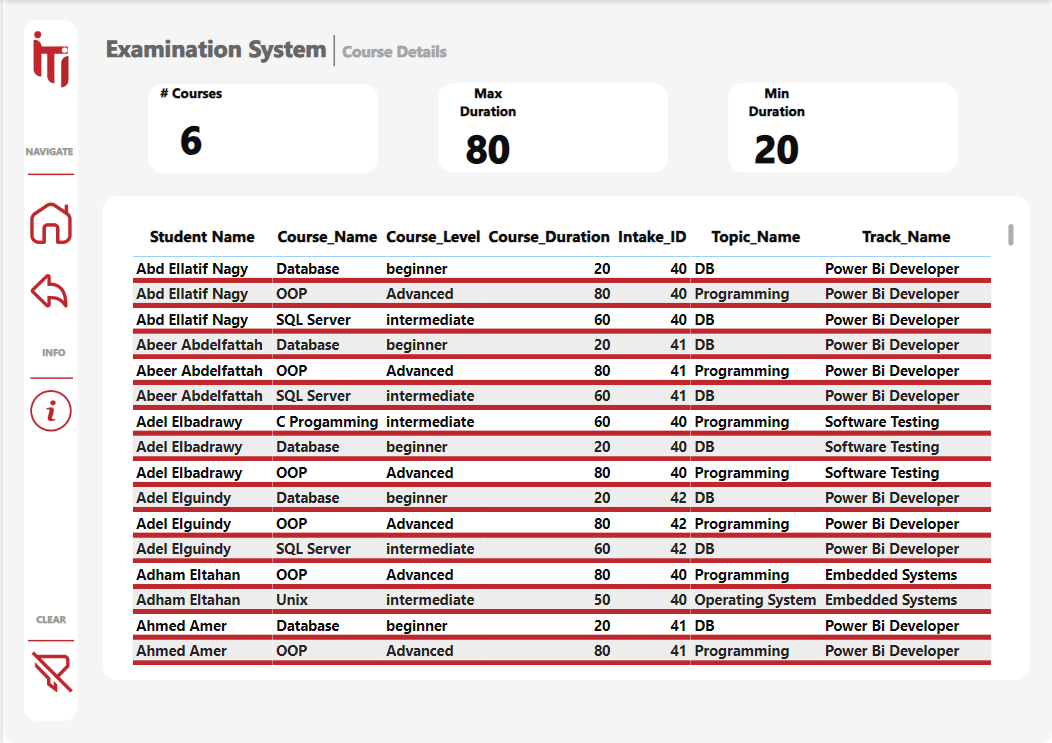 iTi
Examination System Course Details
# Courses
6
Max
Duration
80
Min
Duration
20
NAVIGATE
INFO
i
CLEAR
Student Name Course_Name Course_Level Course_Duration Intake_ID Topic_Name Track_Name
Abd Ellatif Nagy Database beginner 20 40 DB Power Bi Developer
Abd Ellatif Nagy OOP Advanced 80 40 Programming Power Bi Developer
Abd Ellatif Nagy SQL Server intermediate 60 40 DB Power Bi Developer
Abeer Abdelfattah Database beginner 20 41 DB Power Bi Developer
Abeer Abdelfattah OOP Advanced 80 41 Programming Power Bi Developer
Abeer Abdelfattah SQL Server intermediate 60 41 DB Power Bi Developer
Adel Elbadrawy C Progamming intermediate 60 40 Programming Software Testing
Adel Elbadrawy Database beginner 20 40 DB Software Testing
Adel Elbadrawy OOP Advanced 80 40 Programming Software Testing
Adel Elguindy Database beginner 20 42 DB Power Bi Developer
Adel Elguindy OOP Advanced 80 42 Programming Power Bi Developer
Adel Elguindy SQL Server intermediate 60 42 DB Power Bi Developer
Adham Eltahan OOP Advanced 80 40 Programming Embedded Systems
Adham Eltahan Unix intermediate 50 40 Operating System Embedded Systems
Ahmed Amer Database beginner 20 41 DB Power Bi Developer
Ahmed Amer OOP Advanced 80 41 Programming Power Bi Developer